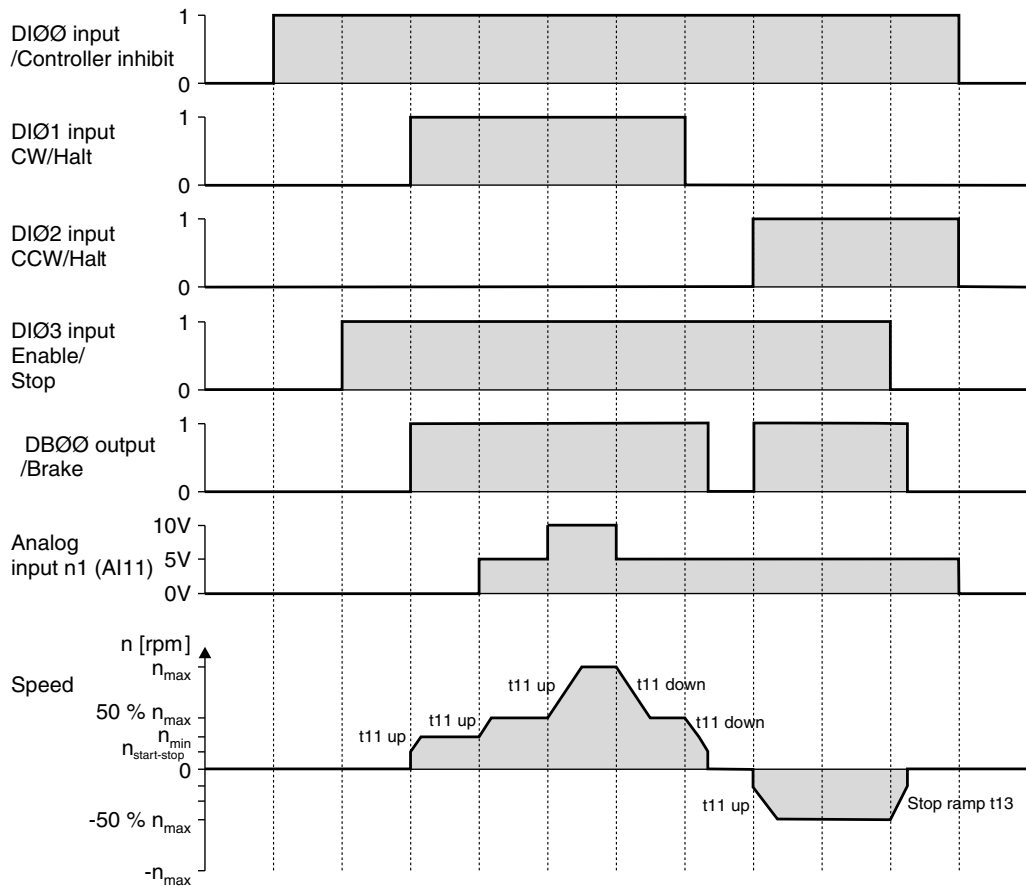 DIØØ input
/Controller inhibit
1
0
DIØ1 input
CW/Halt
1
0
DIØ2 input
CCW/Halt
1
0
DIØ3 input
Enable/
Stop
1
0
DBØØ output
/Brake
1
0
Analog
input n1 (AI11)
10V
5V
0V
n [rpm]
Speed
nmax
50 % nmax
nmin
nstart-stop
0
-50 % nmax
-nmax
t11 up
t11 up
t11 up
t11 down
t11 down
t11 up
Stop ramp t13